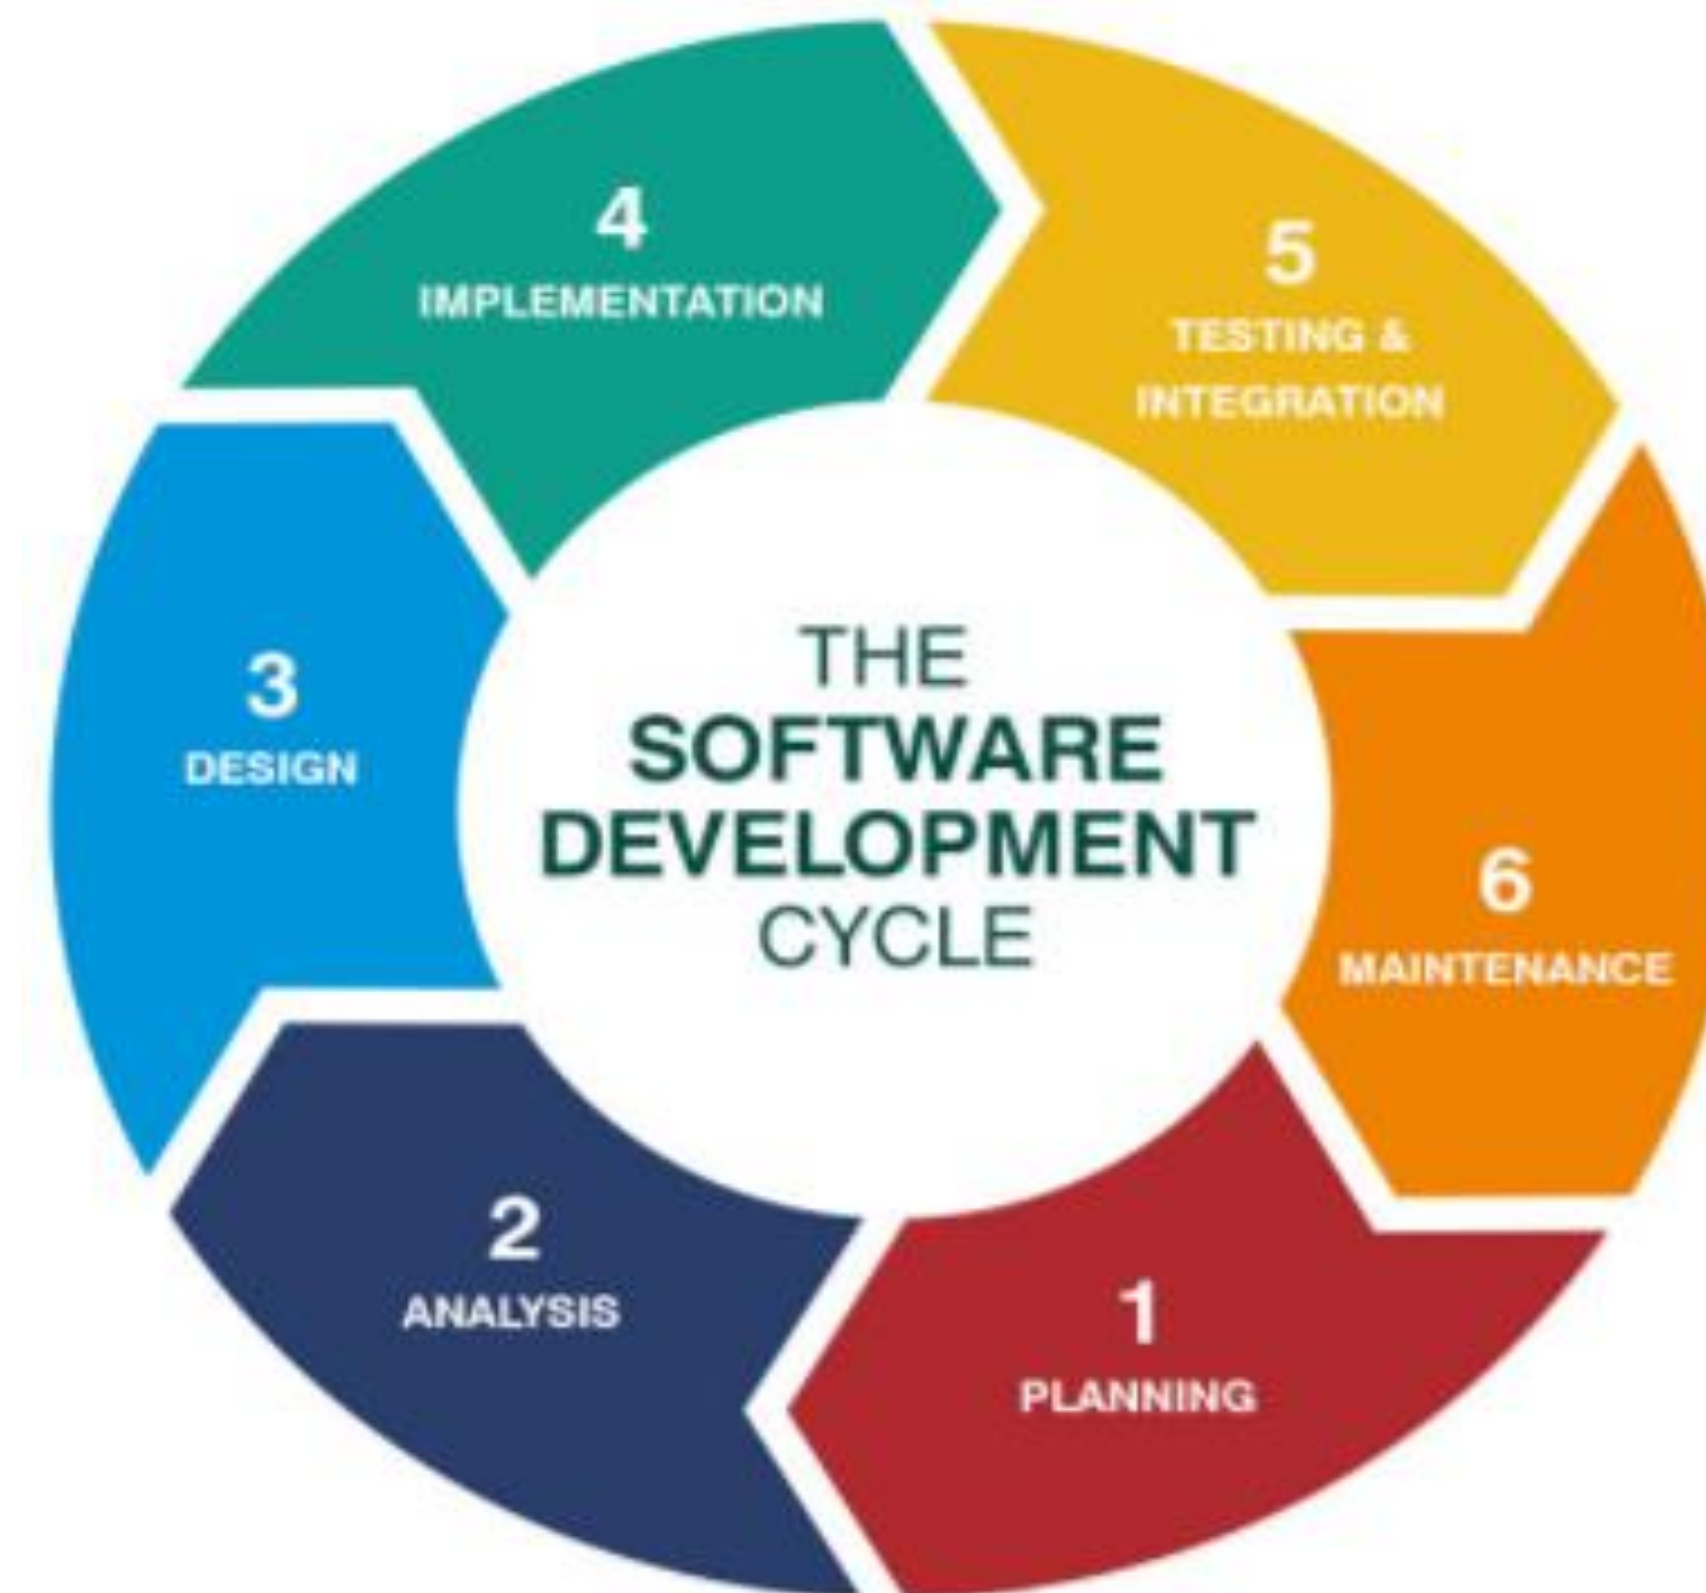 4
IMPLEMENTATION
5
TESTING &
INTEGRATION
3
DESIGN
THE
SOFTWARE
DEVELOPMENT
CYCLE
6
MAINTENANCE
2
ANALYSIS
1
PLANNING